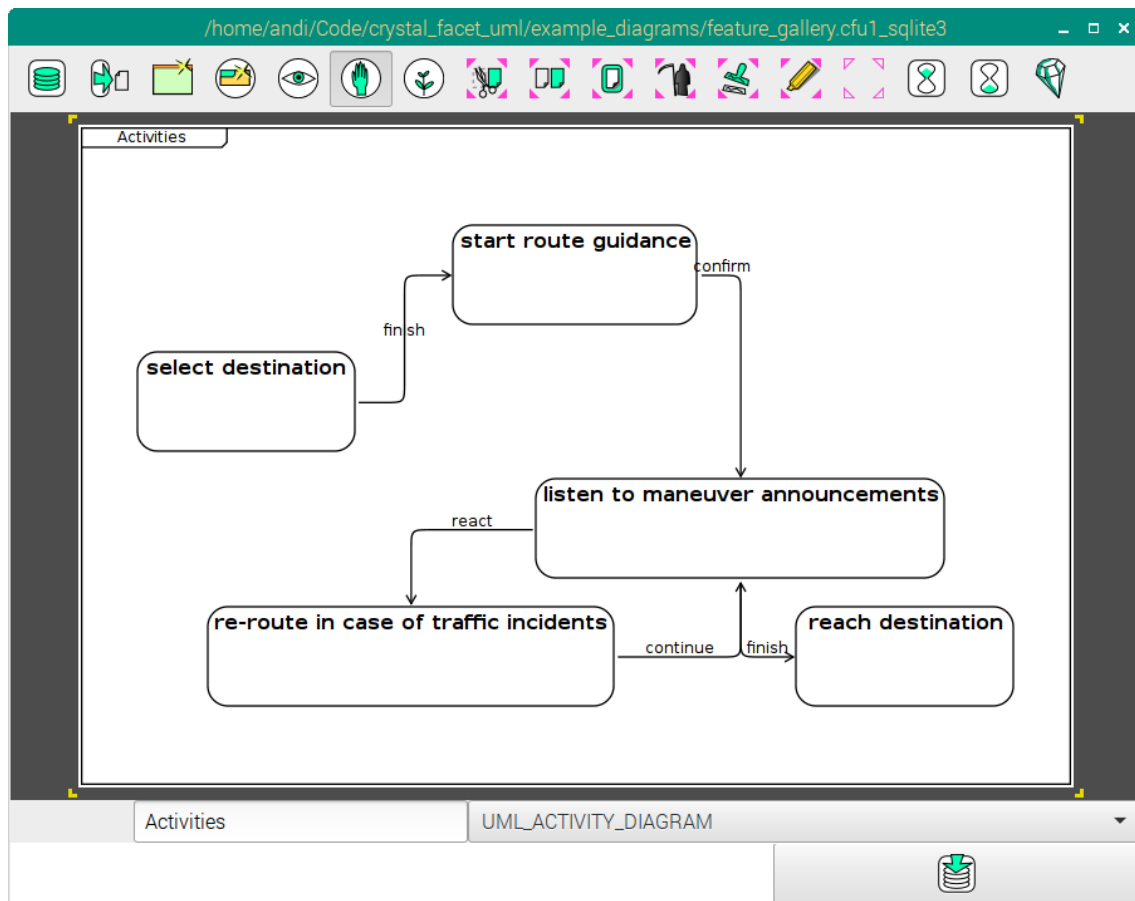 /home/andi/Code/crystal_facet_uml/example_diagrams/feature_gallery.cfu1_sqlite3
Activities
start route guidance
confirm
finish
select destination
listen to maneuver announcements
react
re-route in case of traffic incidents
reach destination
continue
finish
Activities
UML_ACTIVITY_DIAGRAM